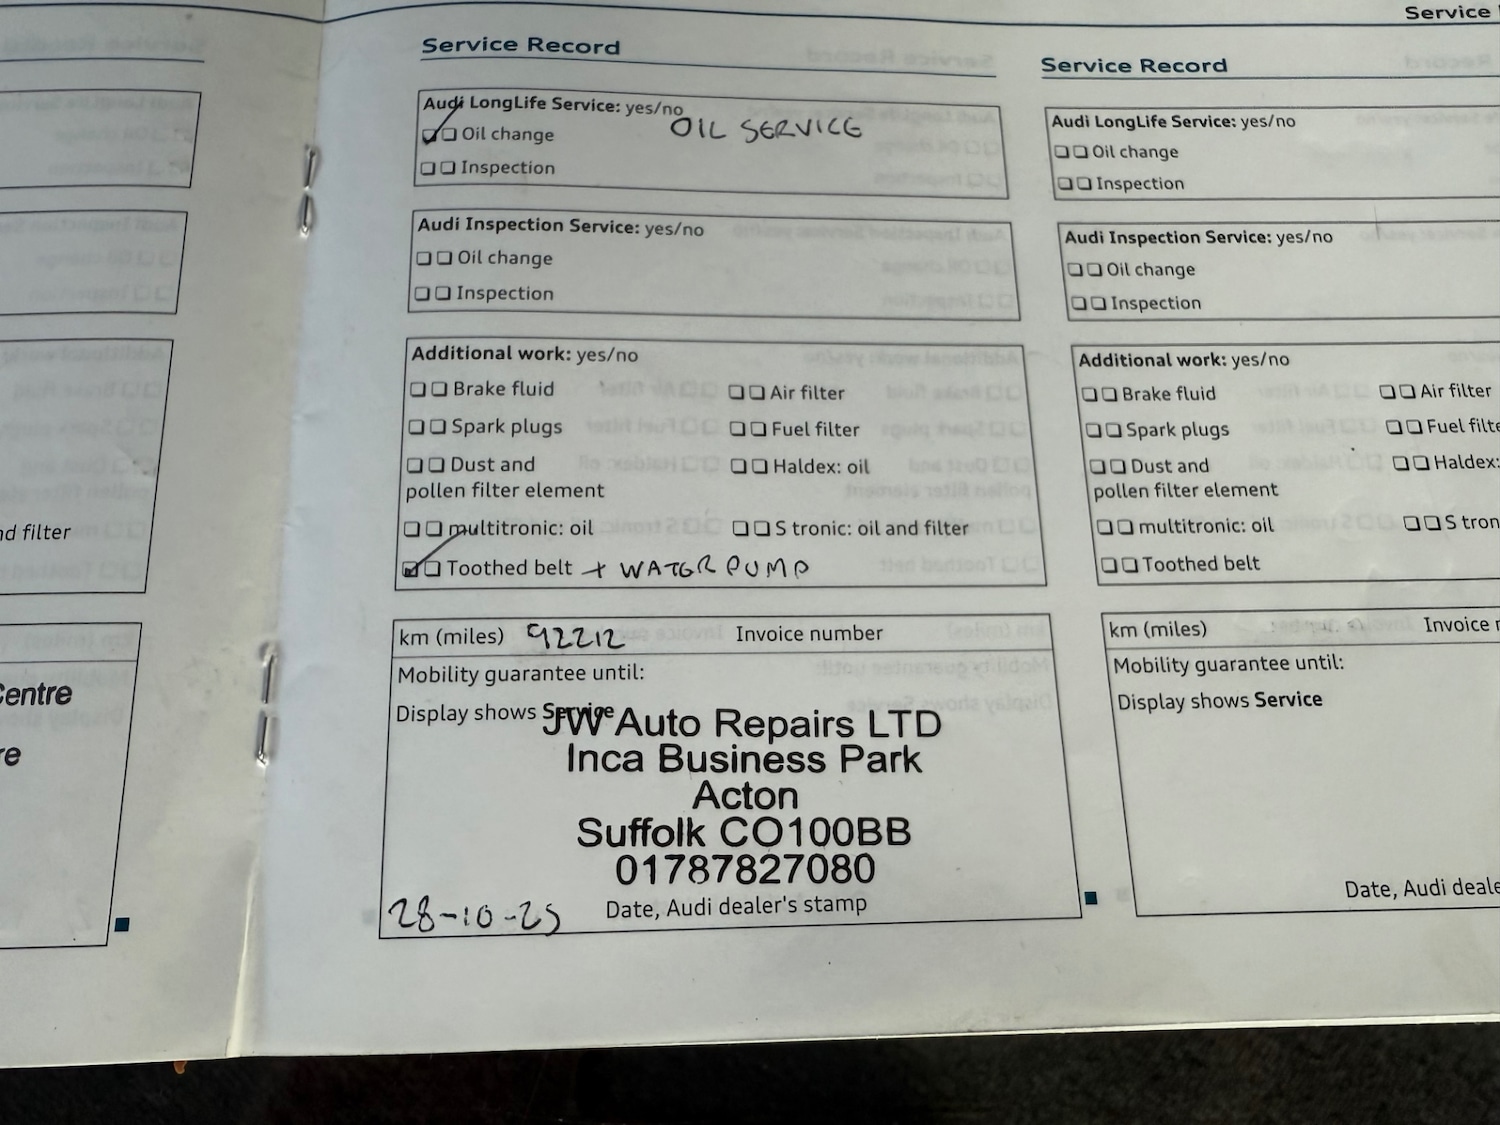 Service
Service Record
Audi LongLife Service: yes/no
Oil change OIL SERVICE
Inspection
Audi Inspection Service: yes/no
Oil change
Inspection
Additional work: yes/no
Brake fluid Air filter
Spark plugs Fuel filter
Dust and Haldex: oil
pollen filter element
multitronic: oil S tronic: oil and filter
Toothed belt + WATER PUMP
km (miles) 92212 Invoice number
Mobility guarantee until:
Display shows Service
JW Auto Repairs LTD
Inca Business Park
Acton
Suffolk CO100BB
01787827080
28-10-25 Date, Audi dealer's stamp
Service Record
Audi LongLife Service: yes/no
Oil change
Inspection
Audi Inspection Service: yes/no
Oil change
Inspection
Additional work: yes/no
Brake fluid Air filter
Spark plugs Fuel filte
Dust and Haldex:
pollen filter element
multitronic: oil S tron
Toothed belt
km (miles) Invoice
Mobility guarantee until:
Display shows Service
Date, Audi deale
nd filter
Centre
re